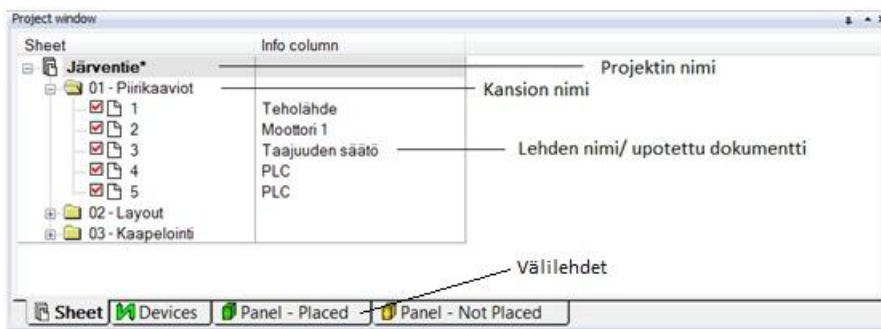 Project window
Sheet Info column
Järventie* Projektin nimi
01 - Piirikaaviot Kansion nimi
1 Teholähde
2 Moottori 1
3 Taajuuden säätö Lehden nimi/ upotettu dokumentti
4 PLC
5 PLC
02 - Layout
03 - Kaapelointi
Välilehdet
Sheet Devices Panel - Placed Panel - Not Placed